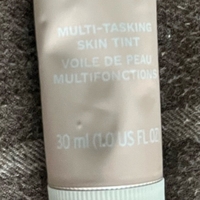 MULTI-TASKING
SKIN TINT
VOILE DE PEAU
MULTIFONCTIONS
30 ml (1.0 US FL. OZ